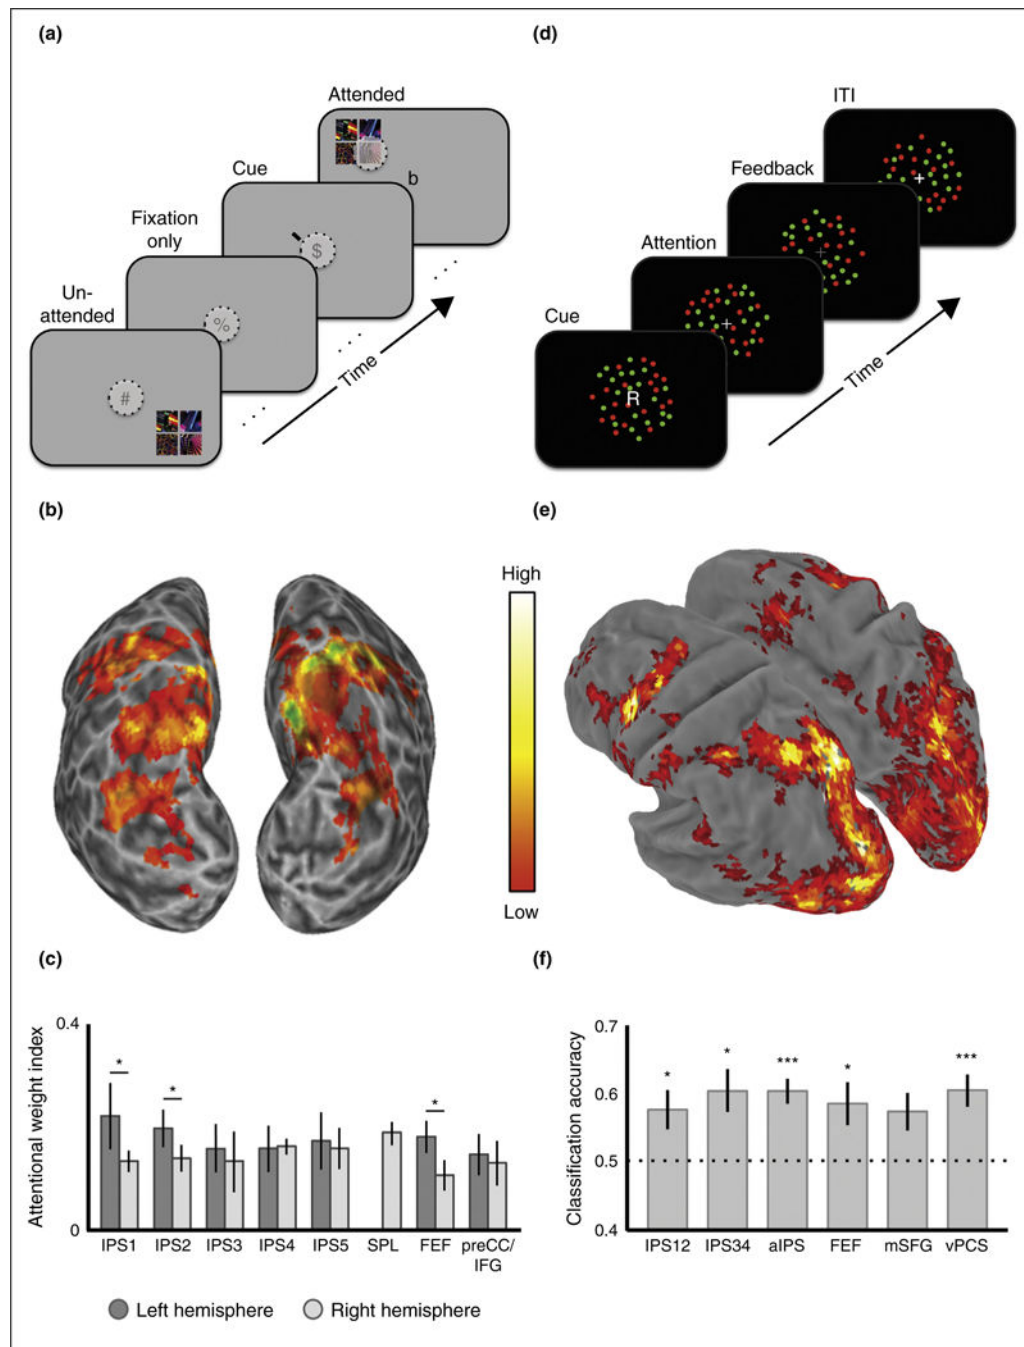 (a)
Attended
b
Cue
$
Fixation
only
%
Un-
attended
#
Time
(d)
ITI
+
Feedback
+
Attention
+
Cue
R
Time
(b)
High
Low
(e)
(c)
Attentional weight index
0.4
* * *
0
IPS1 IPS2 IPS3 IPS4 IPS5 SPL FEF preCC/
IFG
Left hemisphere Right hemisphere
(f)
Classification accuracy
0.7
* * *** * ***
0.6
0.5
0.4
IPS12 IPS34 aIPS FEF mSFG vPCS